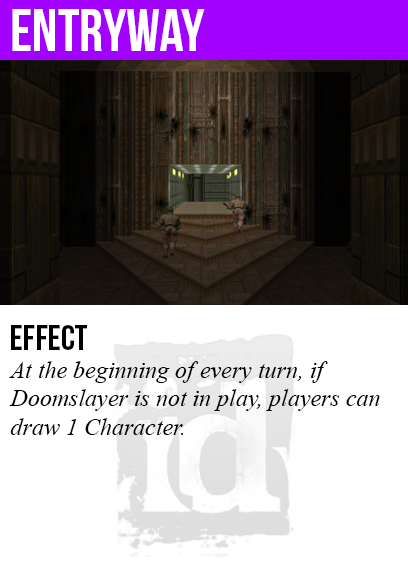 ENTRYWAY
EFFECT
At the beginning of every turn, if
Doomslayer is not in play, players can
draw 1 Character.
id